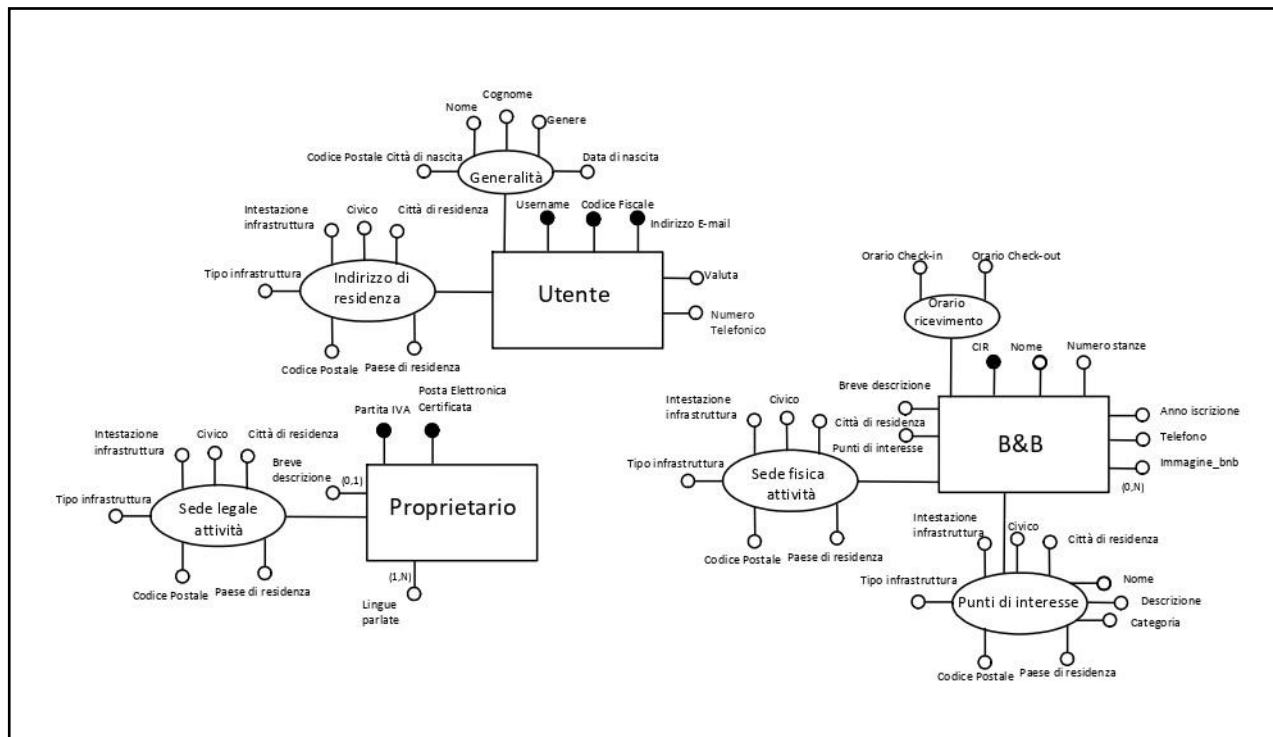 Cognome
Nome
Genere
Codice Postale Città di nascita
Data di nascita
Generalità
Intestazione
infrastruttura
Civico
Città di residenza
Username
Codice Fiscale
Indirizzo E-mail
Tipo infrastruttura
Indirizzo di
residenza
Utente
Valuta
Numero
Telefonico
Codice Postale
Paese di residenza
Orario Check-in
Orario Check-out
Orario
ricevimento
CIR
Nome
Numero stanze
Breve descrizione
Intestazione
infrastruttura
Civico
Città di residenza
Punti di interesse
Tipo infrastruttura
Sede fisica
attività
B&B
Anno iscrizione
Telefono
Immagine_bnb
(0,N)
Codice Postale
Paese di residenza
Posta Elettronica
Certificata
Partita IVA
Intestazione
infrastruttura
Civico
Città di residenza
Breve
descrizione
(0,1)
Tipo infrastruttura
Sede legale
attività
Proprietario
Codice Postale
Paese di residenza
(1,N)
Lingue
parlate
Intestazione
infrastruttura
Civico
Città di residenza
Tipo infrastruttura
Punti di interesse
Nome
Descrizione
Categoria
Codice Postale
Paese di residenza